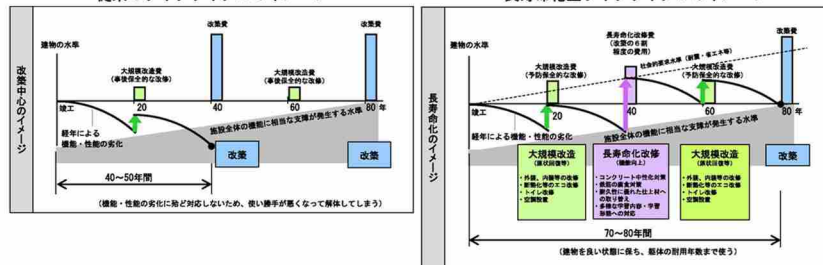 改築中心のイメージ
建物の水準
改築費
大規模改造費
(事後保全的な改修)
大規模改造費
(事後保全的な改修)
竣工
20
40
60
80 年
経年による
機能・性能の劣化
施設全体の機能に相当な支障が発生する水準
改築
改築
40～50年間
(機能・性能の劣化に殆ど対応しないため、使い勝手が悪くなって解体してしまう)
長寿命化のイメージ
建物の水準
改築費
長寿命化改修費
(改築の6割
程度の費用)
大規模改造費
(予防保全的な改修)
社会的要求水準(耐震・省エネ等)
大規模改造費
(予防保全的な改修)
竣工
20
40
60
80 年
経年による機能・性能の劣化
施設全体の機能に相当な支障が発生する水準
大規模改造
(原状回復等)
・外装、内装等の改修
・断熱化等のエコ改修
・トイレ改修
・空調設置
長寿命化改修
(機能向上)
・コンクリート中性化対策
・鉄筋の腐食対策
・耐久性に優れた仕上材へ
の取り替え
・多様な学習内容・学習
形態への対応
大規模改造
(原状回復等)
・外装、内装等の改修
・断熱化等のエコ改修
・トイレ改修
・空調設置
改築
70～80年間
(建物を良い状態に保ち、躯体の耐用年数まで使う)